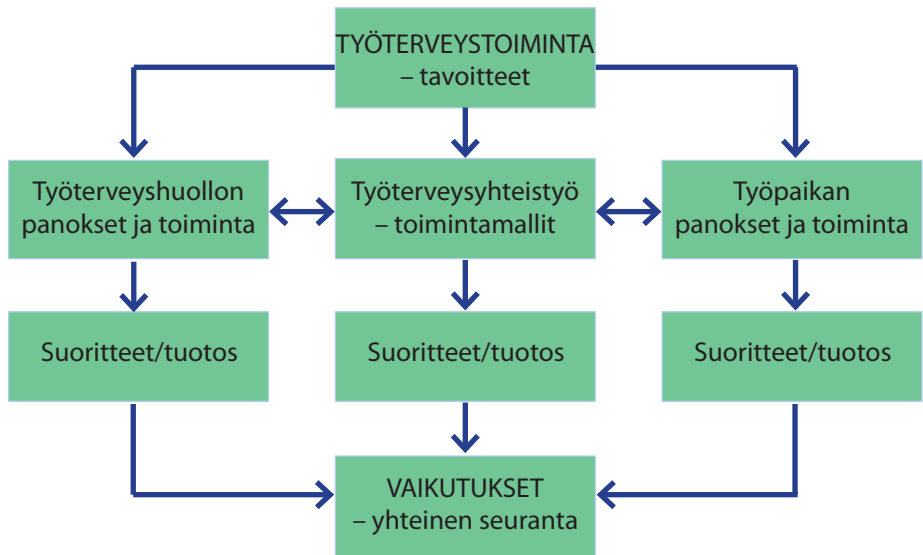 TYÖTERVEYSTOIMINTA
– tavoitteet
Työterveyshuollon
panokset ja toiminta
Työterveysyhteistyö
– toimintamallit
Työpaikan
panokset ja toiminta
Suoritteet/tuotos
Suoritteet/tuotos
Suoritteet/tuotos
VAIKUTUKSET
– yhteinen seuranta